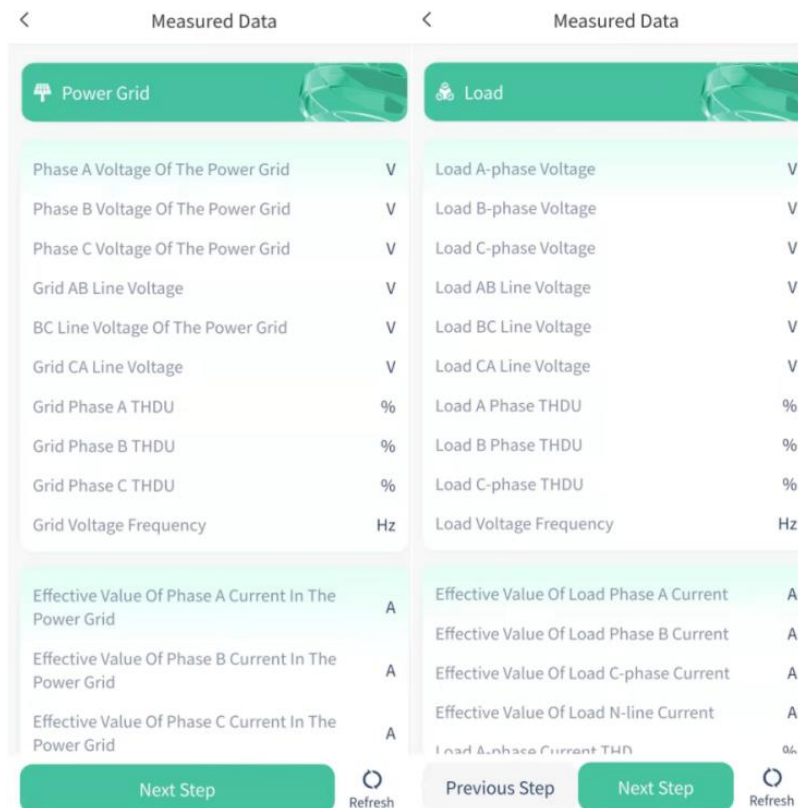 Measured Data
Power Grid
Phase A Voltage Of The Power Grid V
Phase B Voltage Of The Power Grid V
Phase C Voltage Of The Power Grid V
Grid AB Line Voltage V
BC Line Voltage Of The Power Grid V
Grid CA Line Voltage V
Grid Phase A THDU %
Grid Phase B THDU %
Grid Phase C THDU %
Grid Voltage Frequency Hz
Effective Value Of Phase A Current In The
Power Grid
A
Effective Value Of Phase B Current In The
Power Grid
A
Effective Value Of Phase C Current In The
Power Grid
A
Next Step
Refresh
Measured Data
Load
Load A-phase Voltage V
Load B-phase Voltage V
Load C-phase Voltage V
Load AB Line Voltage V
Load BC Line Voltage V
Load CA Line Voltage V
Load A Phase THDU %
Load B Phase THDU %
Load C-phase THDU %
Load Voltage Frequency Hz
Effective Value Of Load Phase A Current A
Effective Value Of Load Phase B Current A
Effective Value Of Load C-phase Current A
Effective Value Of Load N-line Current A
Load A-phase Current THD %
Previous Step
Next Step
Refresh